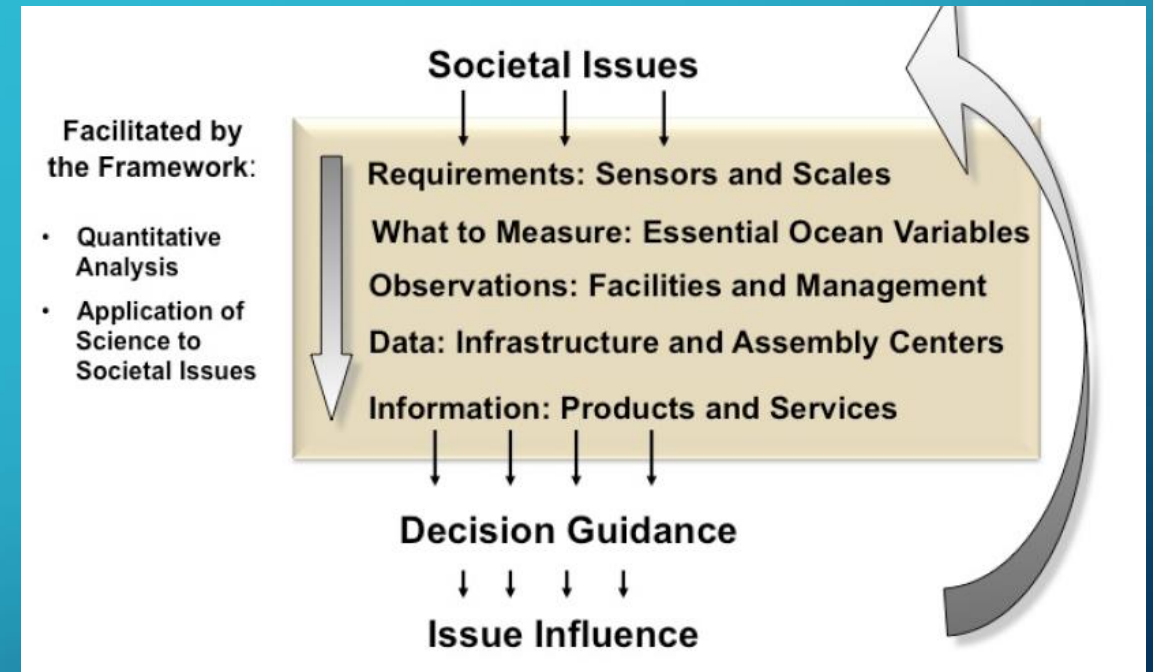 Societal Issues
Facilitated by
the Framework:
• Quantitative
Analysis
• Application of
Science to
Societal Issues
Requirements: Sensors and Scales
What to Measure: Essential Ocean Variables
Observations: Facilities and Management
Data: Infrastructure and Assembly Centers
Information: Products and Services
Decision Guidance
Issue Influence